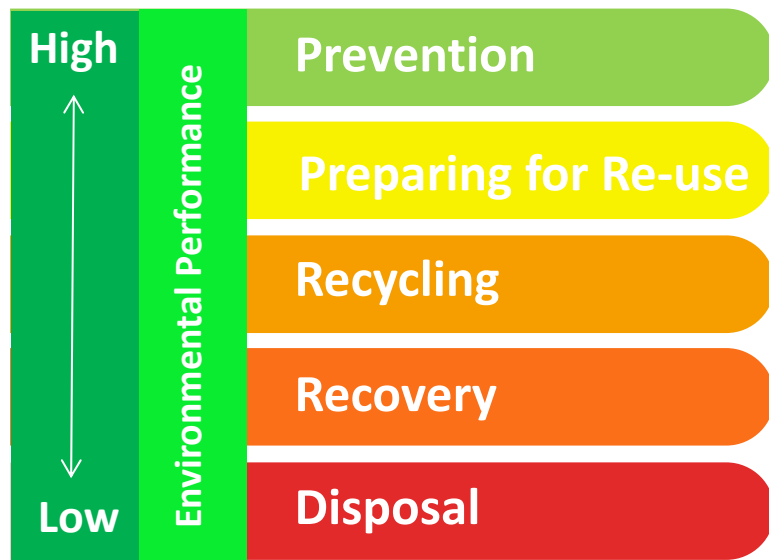 High
Low
Environmental Performance
Prevention
Preparing for Re-use
Recycling
Recovery
Disposal